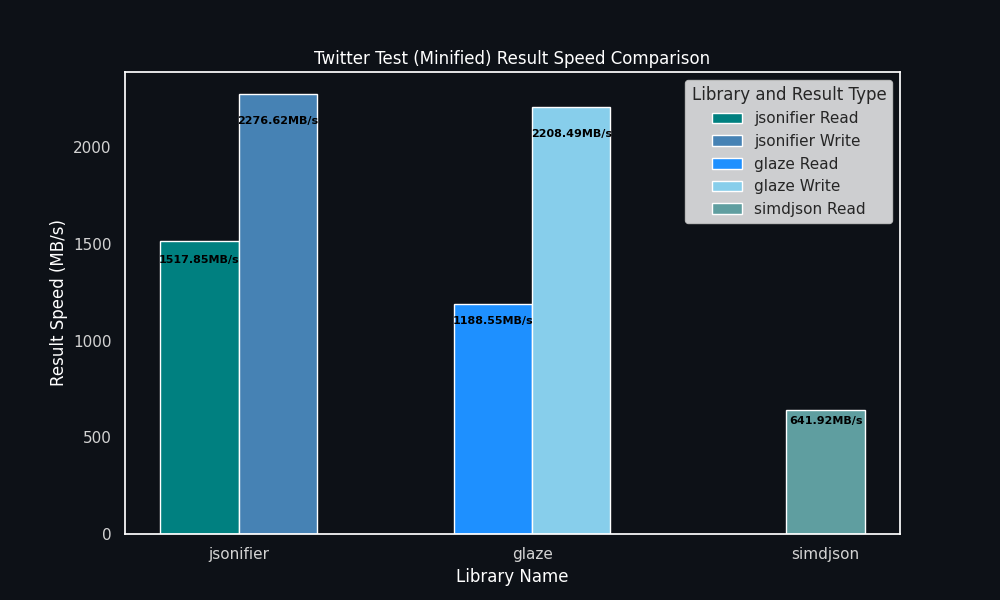 Twitter Test (Minified) Result Speed Comparison
Library and Result Type
jsonifier Read
jsonifier Write
glaze Read
glaze Write
simdjson Read
2276.62MB/s
2208.49MB/s
1517.85MB/s
1188.55MB/s
641.92MB/s
Result Speed (MB/s)
2000
1500
1000
500
0
jsonifier
glaze
simdjson
Library Name